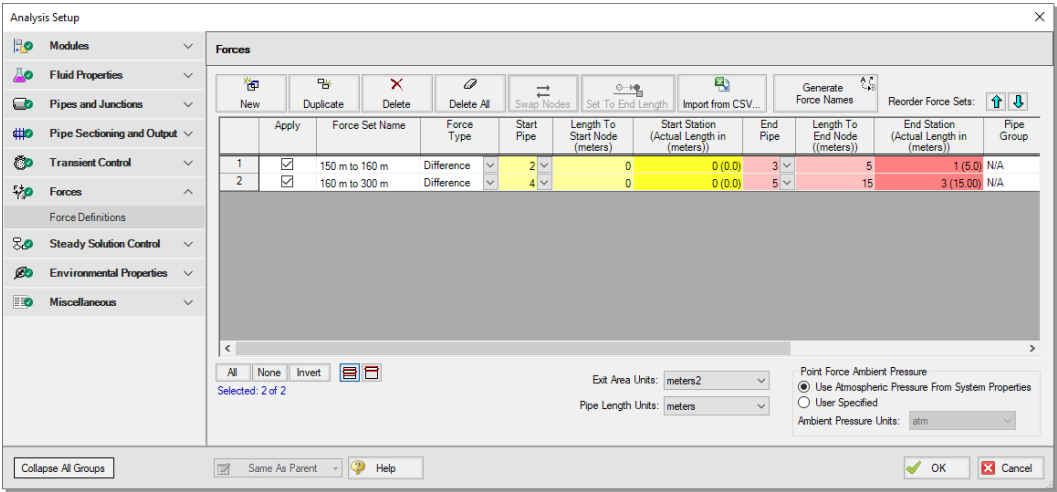 Analysis Setup
Modules
Fluid Properties
Pipes and Junctions
Pipe Sectioning and Output
Transient Control
Forces
Force Definitions
Steady Solution Control
Environmental Properties
Miscellaneous
Forces
New
Duplicate
Delete
Delete All
Swap Nodes
Set To End Length
Import from CSV...
Generate
Force Names
Reorder Force Sets:
Apply
Force Set Name
Force
Type
Start
Pipe
Length To
Start Node
(meters)
Start Station
(Actual Length in
(meters))
End
Pipe
Length To
End Node
((meters))
End Station
(Actual Length in
(meters))
Pipe
Group
1 150 m to 160 m Difference 2 0 0 (0.0) 3 5 1 (5.0) N/A
2 160 m to 300 m Difference 4 0 0 (0.0) 5 15 3 (15.00) N/A
All None Invert
Selected: 2 of 2
Exit Area Units: meters2
Pipe Length Units: meters
Point Force Ambient Pressure
Use Atmospheric Pressure From System Properties
User Specified
Ambient Pressure Units: atm
Collapse All Groups
Same As Parent
Help
OK
Cancel